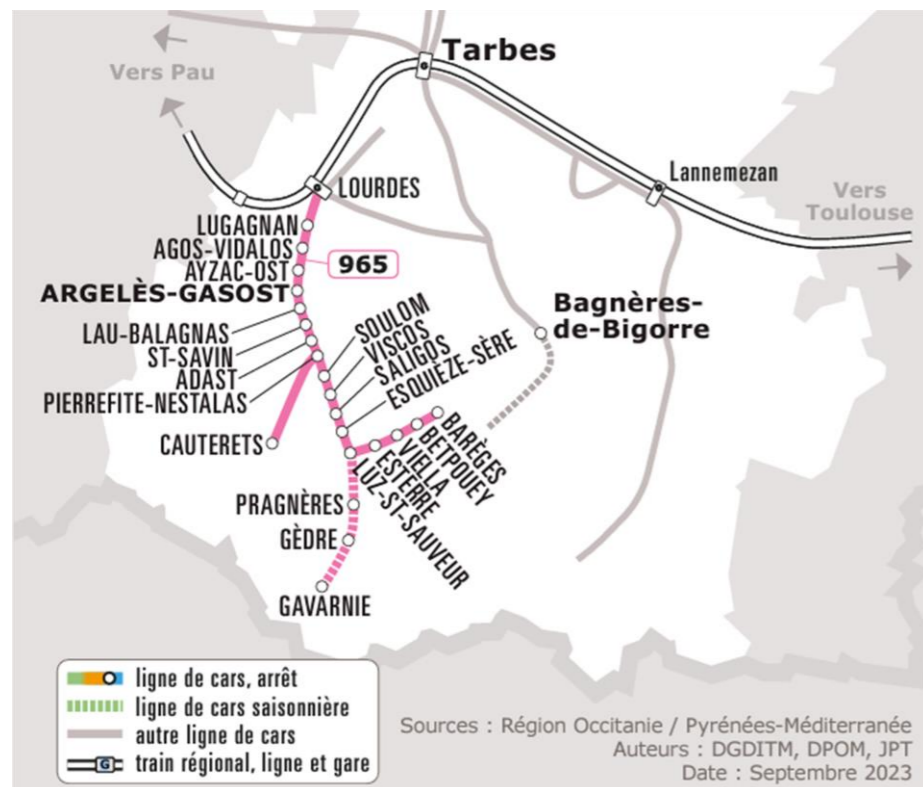 Tarbes
Vers Pau
Lannemezan
LOURDES
Vers
Toulouse
LUGAGNAN
AGOS-VIDALOS
965
AYZAC-OST
ARGELÈS-GASOST
Bagnères-
de-Bigorre
LAU-BALAGNAS
ST-SAVIN
ADAST
PIERREFITE-NESTALAS
SOULOM
VISCOS
SALIGOS
ESQUIÈZE-SÈRE
CAUTERETS
BARÈGES
BETPOUEY
VIELLA
ESTERRE
LUZ-ST-SAUVEUR
PRAGNÈRES
GÈDRE
GAVARNIE
ligne de cars, arrêt
ligne de cars saisonnière
autre ligne de cars
G train régional, ligne et gare
Sources : Région Occitanie / Pyrénées-Méditerranée
Auteurs : DGDITM, DPOM, JPT
Date : Septembre 2023